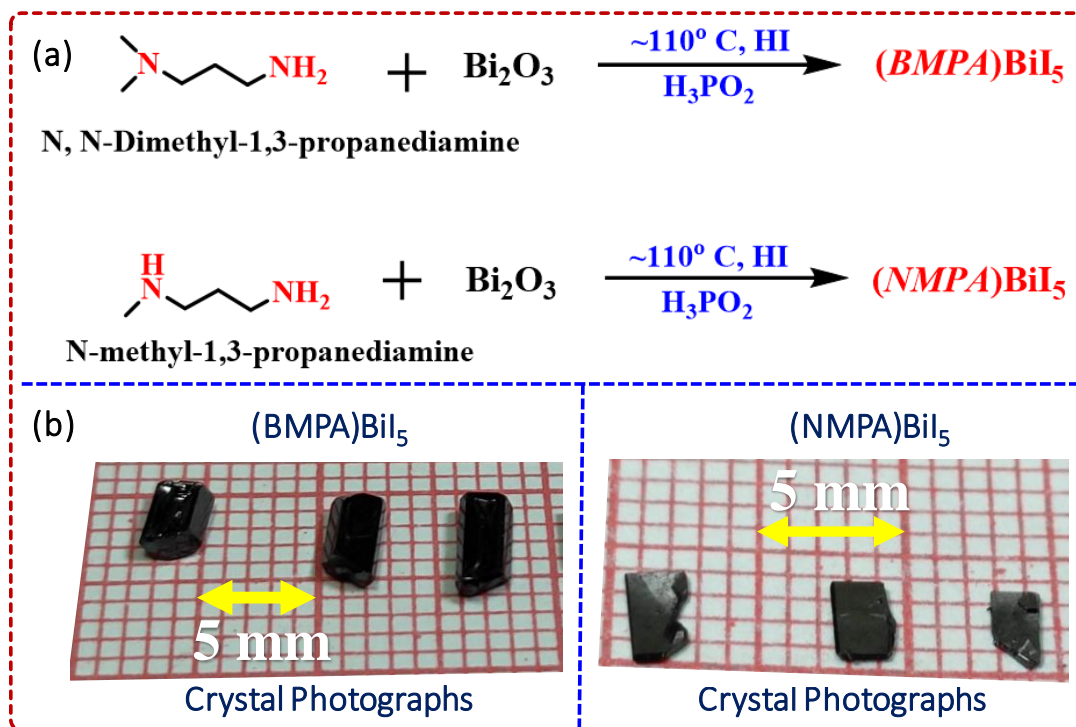 (a)
N
NH₂
+
Bi₂O₃
~110° C, HI
H₃PO₂
(BMPA)BiI₅
N, N-Dimethyl-1,3-propanediamine
H
N
NH₂
+
Bi₂O₃
~110° C, HI
H₃PO₂
(NMPA)BiI₅
N-methyl-1,3-propanediamine
(b)
(BMPA)BiI₅
5 mm
Crystal Photographs
(NMPA)BiI₅
5 mm
Crystal Photographs